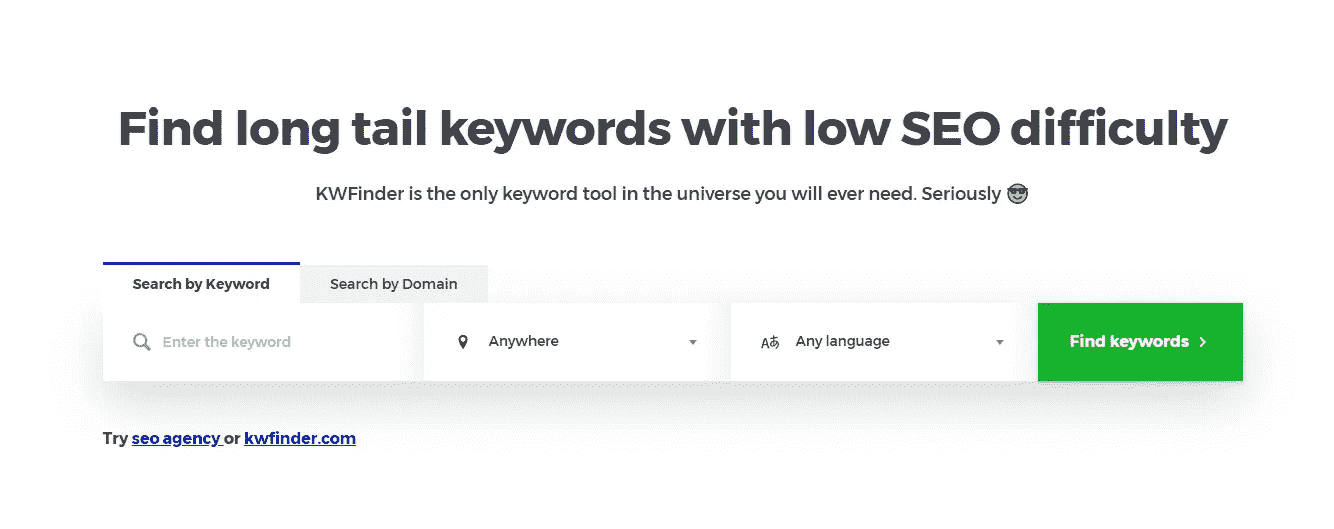 Find long tail keywords with low SEO difficulty
KWFinder is the only keyword tool in the universe you will ever need. Seriously 😎
Search by Keyword Search by Domain
Enter the keyword Anywhere Any language Find keywords
Try seo agency or kwfinder.com